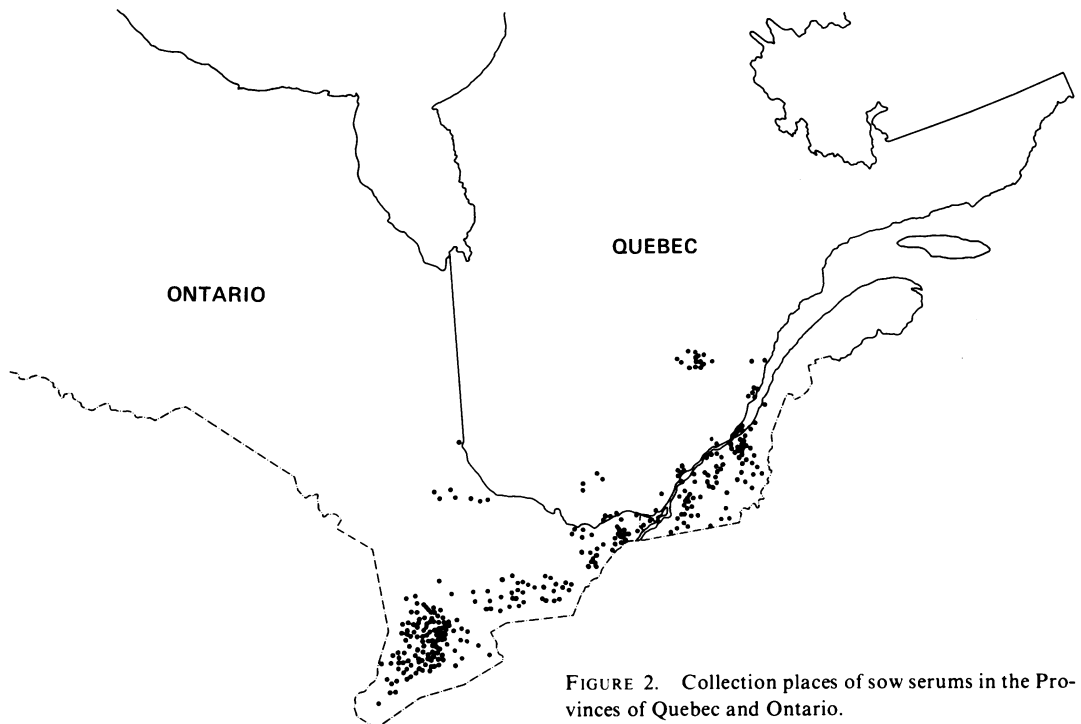 QUEBEC
ONTARIO
FIGURE 2. Collection places of sow serums in the Pro-
vinces of Quebec and Ontario.